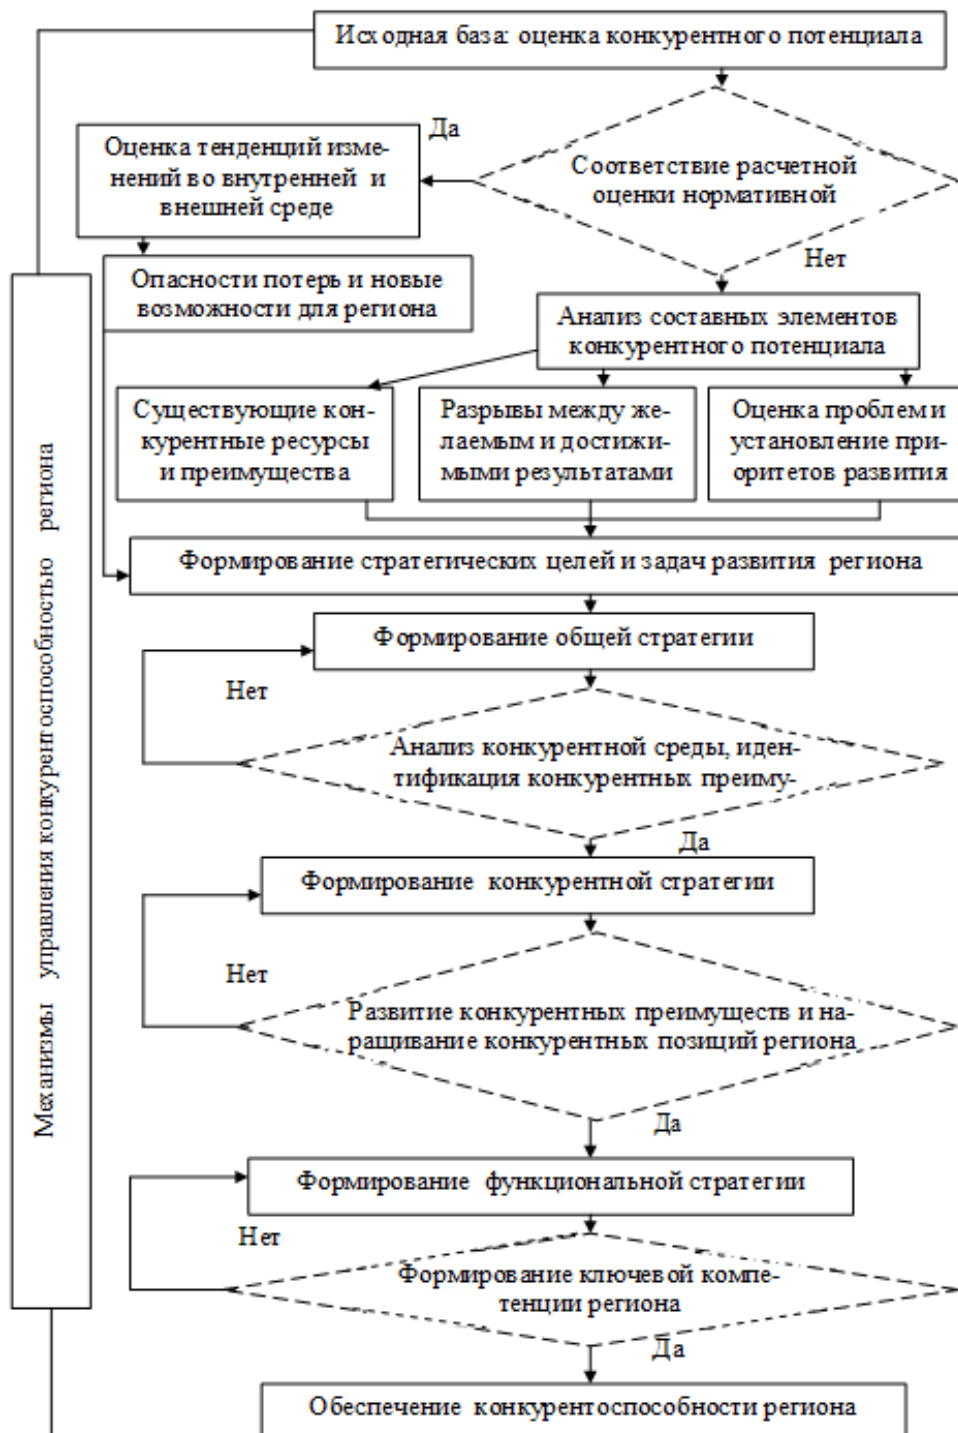 Исходная база: оценка конкурентного потенциала
Да
Оценка тенденций изме-
нений во внутренней и
внешней среде
Соответствие расчетной
оценки нормативной
Нет
Опасности потерь и новые
возможности для региона
Анализ составных элементов
конкурентного потенциала
Существующие кон-
курентные ресурсы
и преимущества
Разрывы между же-
лаемым и достижи-
мыми результатами
Оценка проблем и
установление при-
оритетов развития
Механизмы управления конкурентоспособностью региона
Формирование стратегических целей и задач развития региона
Формирование общей стратегии
Нет
Анализ конкурентной среды, иден-
тификация конкурентных преиму-
Да
Формирование конкурентной стратегии
Нет
Развитие конкурентных преимуществ и на-
ращивание конкурентных позиций региона
Да
Формирование функциональной стратегии
Нет
Формирование ключевой компе-
тенции региона
Да
Обеспечение конкурентоспособности региона